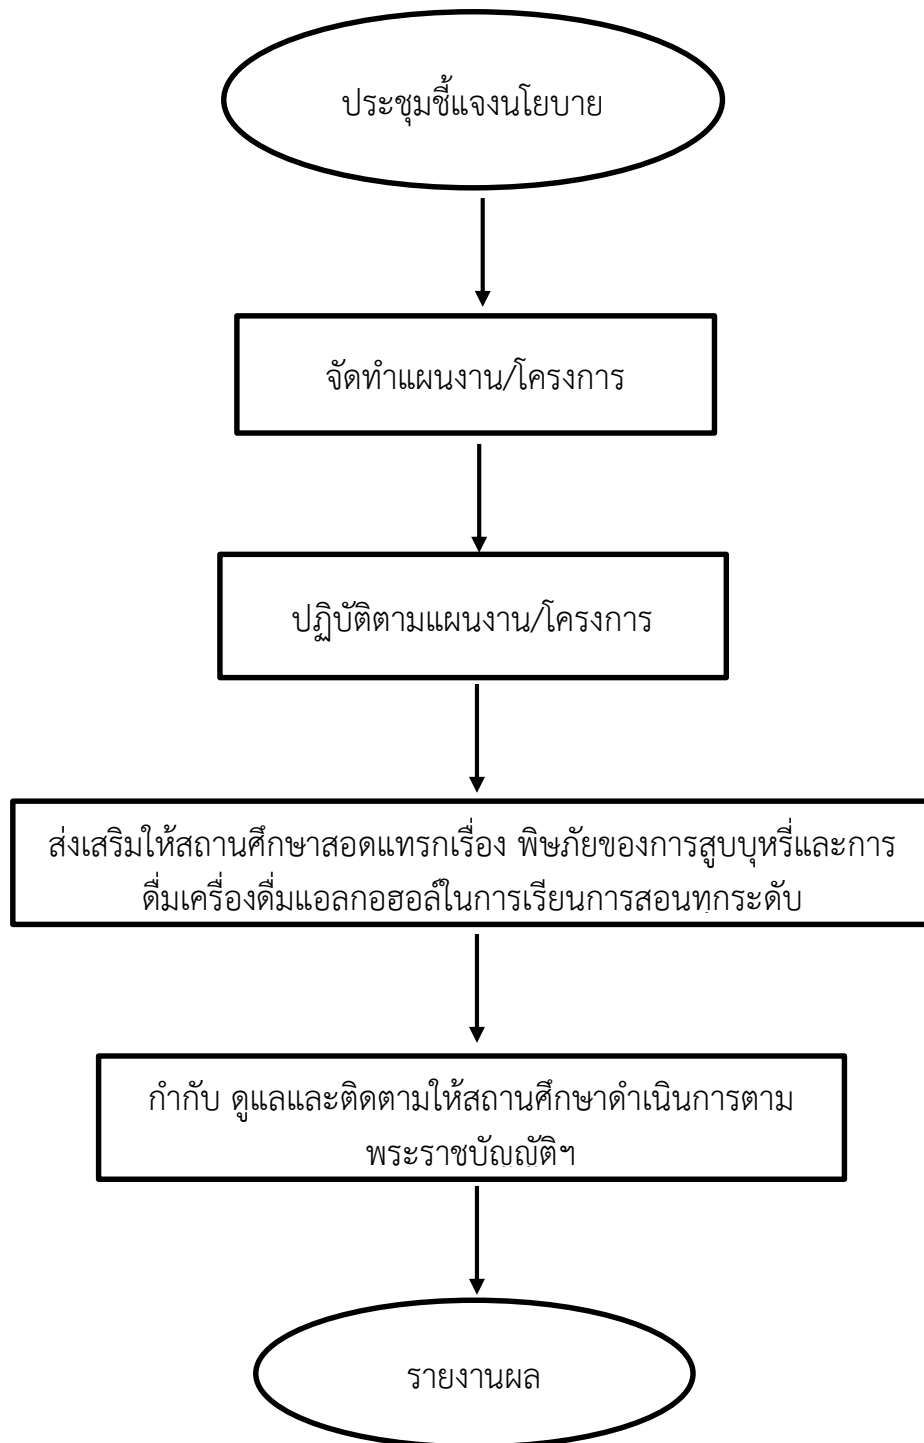 ประชุมชี้แจงนโยบาย
จัดทำแผนงาน/โครงการ
ปฏิบัติตามแผนงาน/โครงการ
ส่งเสริมให้สถานศึกษาสอดแทรกเรื่อง พิษภัยของการสูบบุหรี่และการ
ดื่มเครื่องดื่มแอลกอฮอล์ในการเรียนการสอนทุกระดับ
กำกับ ดูแลและติดตามให้สถานศึกษาดำเนินการตาม
พระราชบัญญัติฯ
รายงานผล